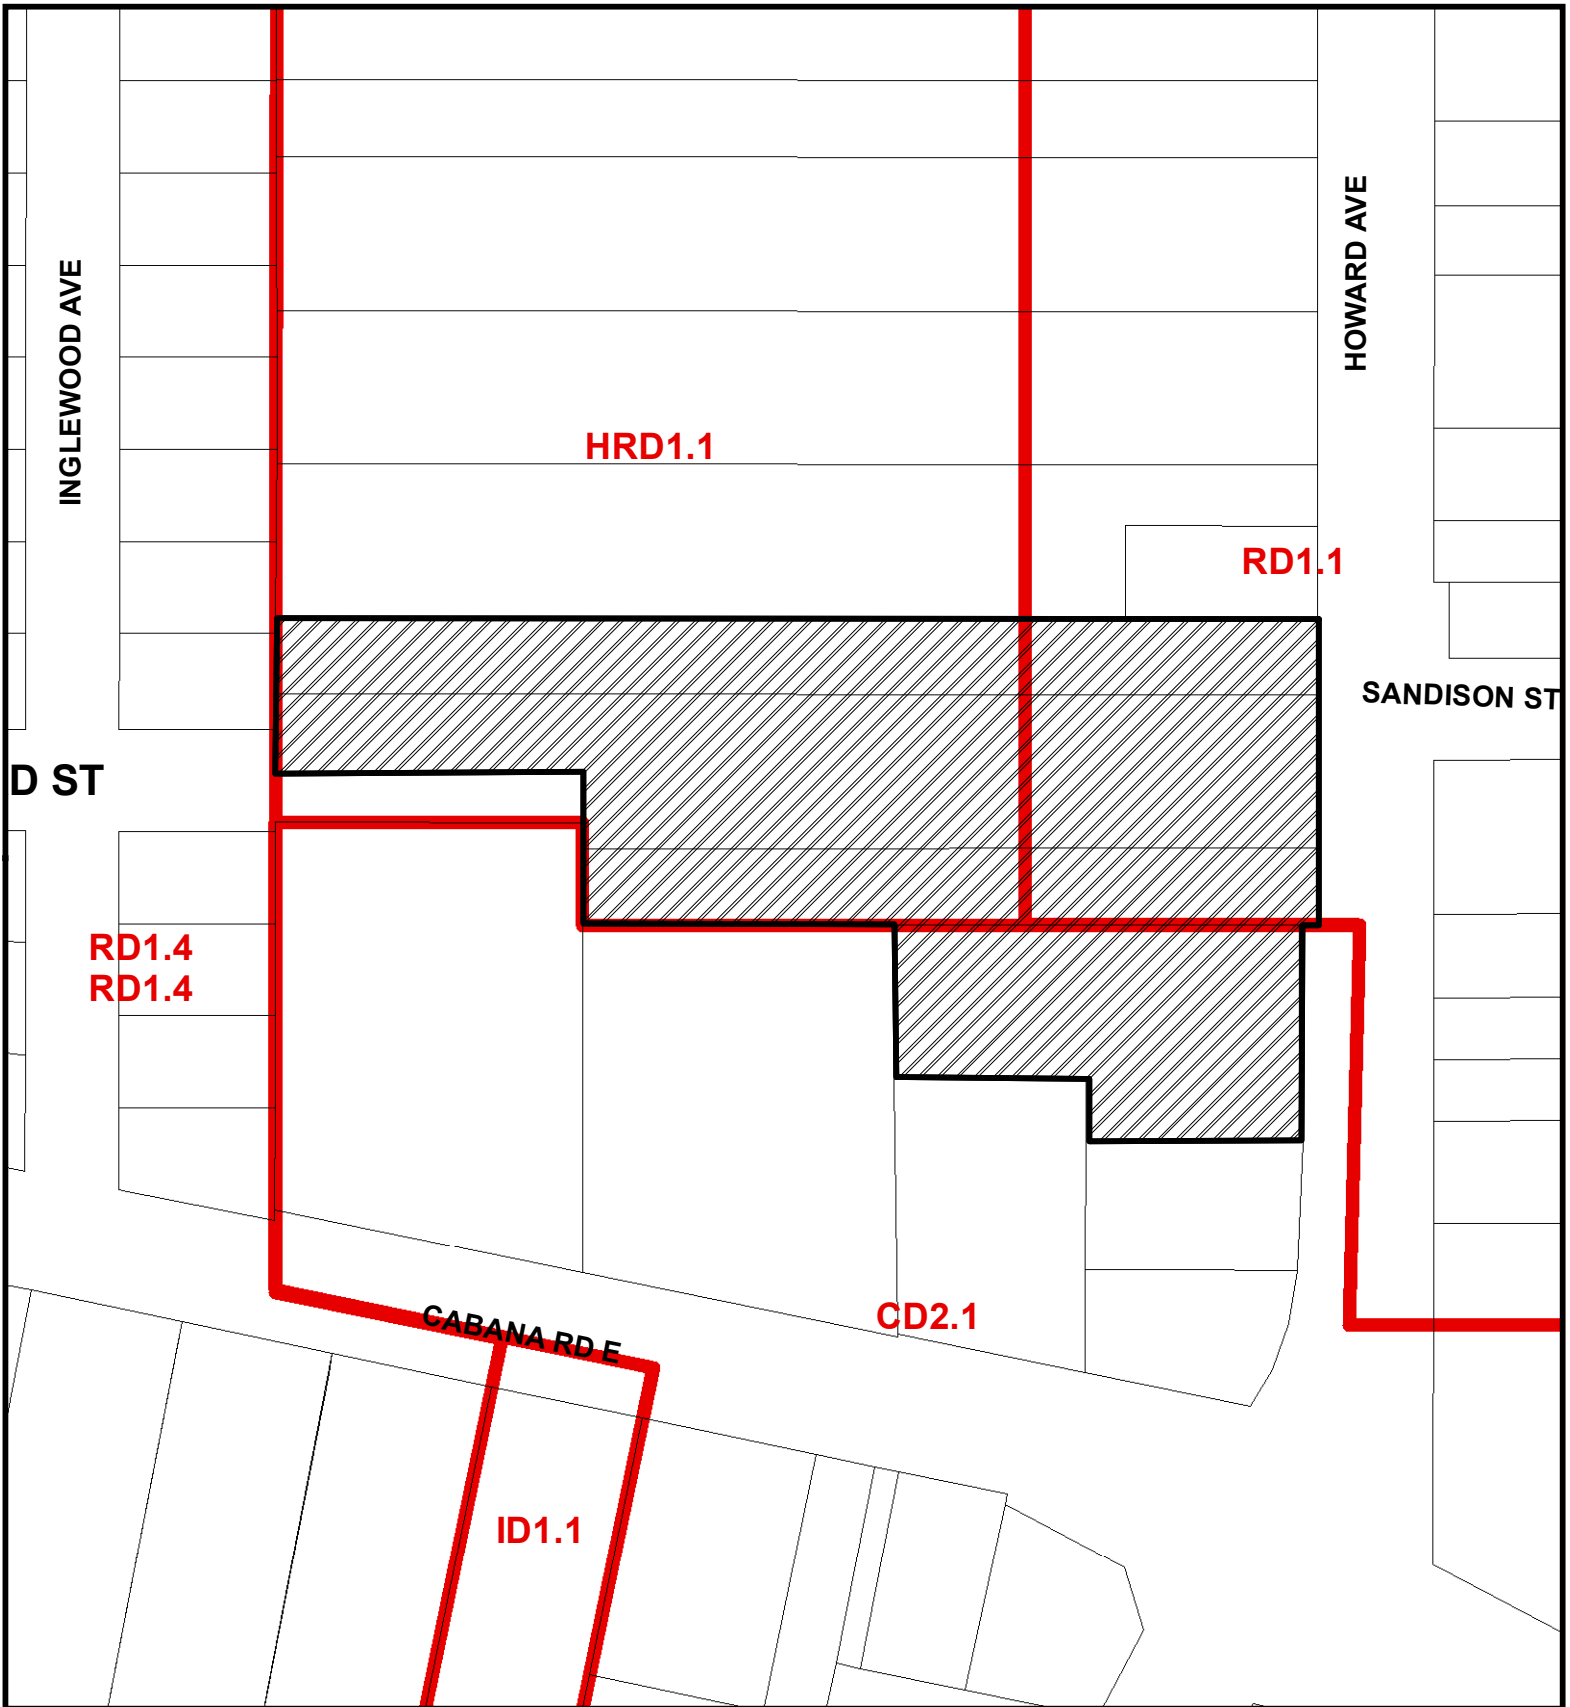 HOWARD AVE
INGLEWOOD AVE
HRD1.1
RD1.1
SANDISON ST
D ST
RD1.4
RD1.4
CD2.1
CABANA RD E
ID1.1